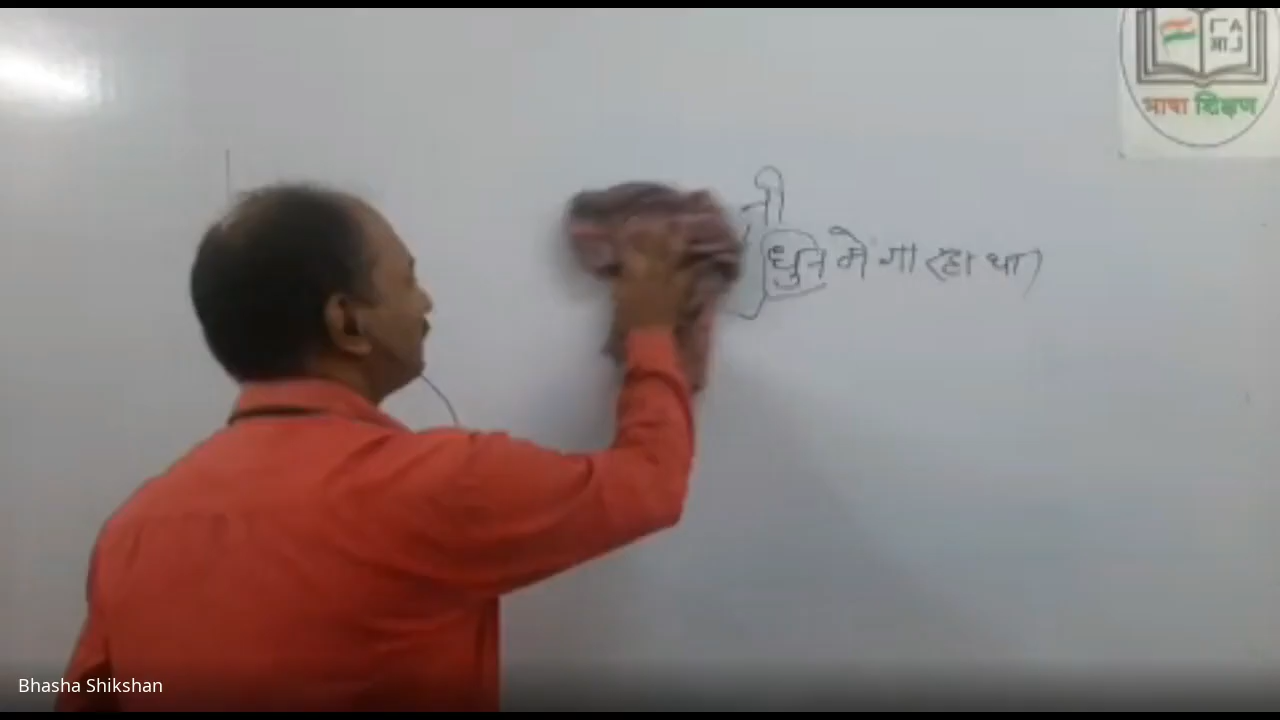 भाषा शिक्षण
नी
धुन में गा रहा था।
Bhasha Shikshan